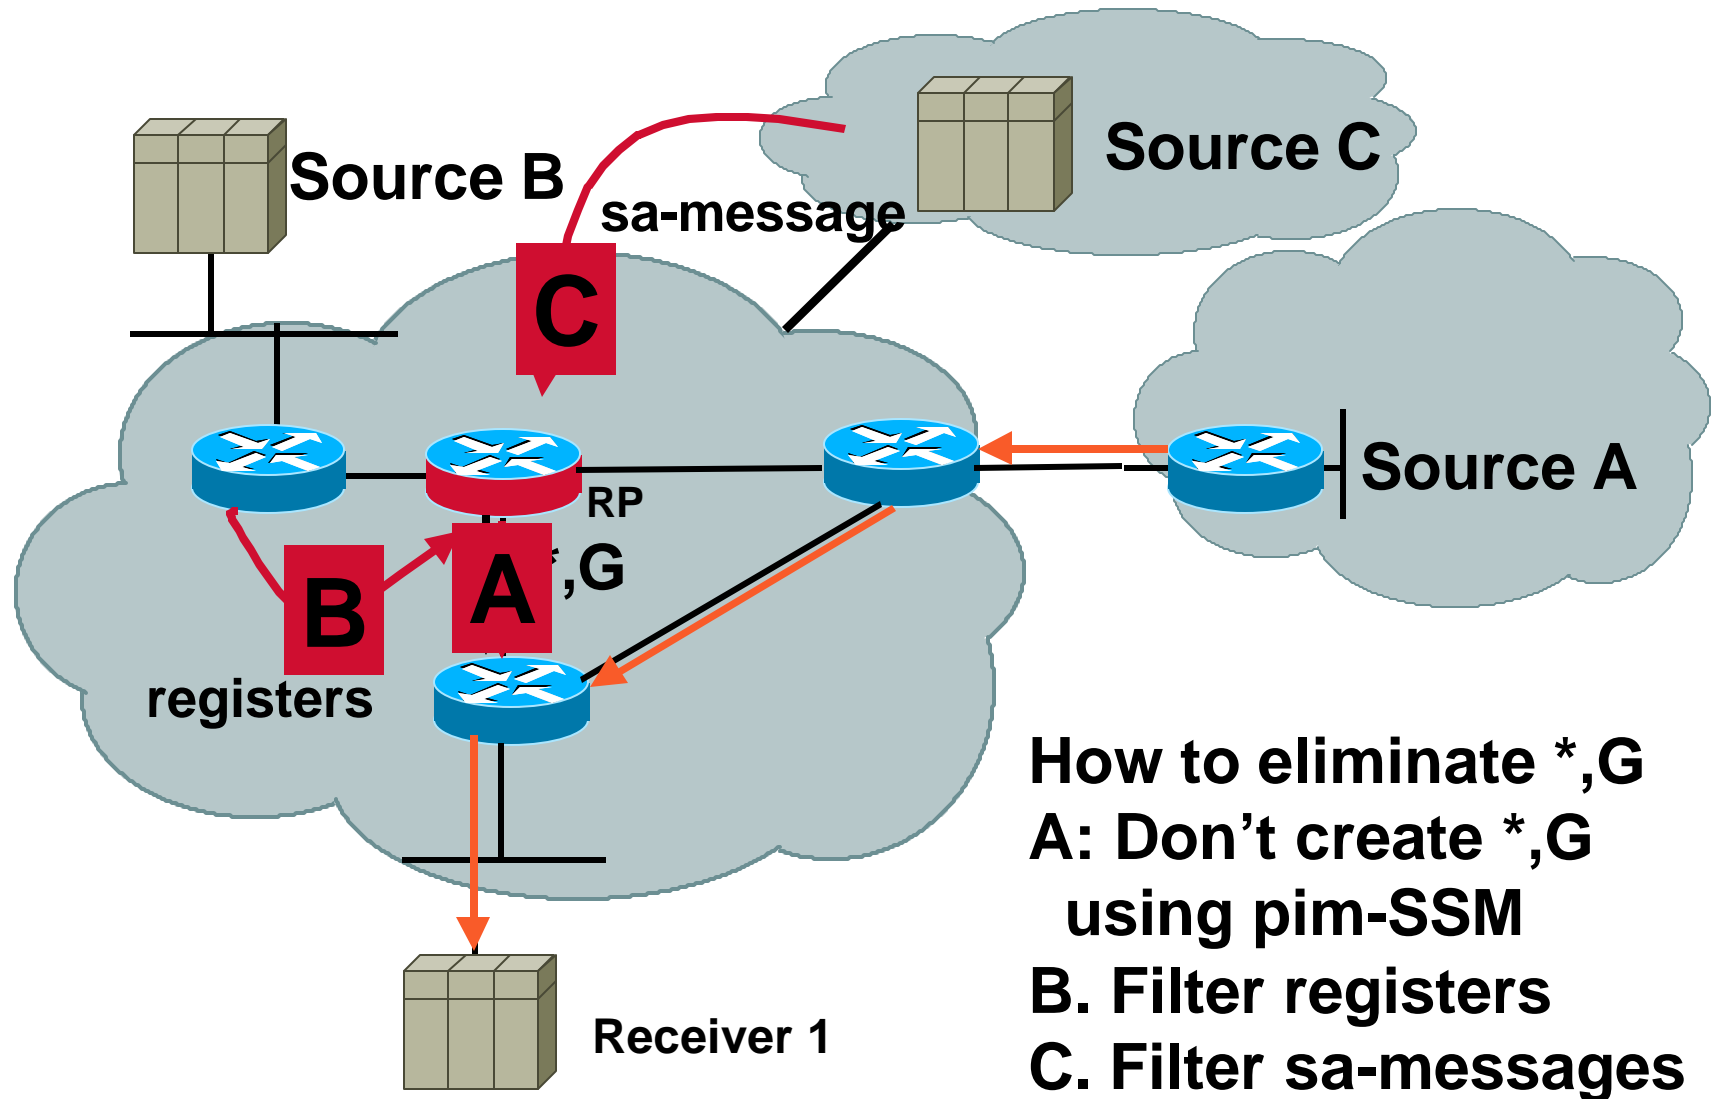 Source C
Source B
sa-message
C
Source A
RP
*,G
A
B
registers
How to eliminate *,G
A: Don’t create *,G
using pim-SSM
B. Filter registers
Receiver 1
C. Filter sa-messages